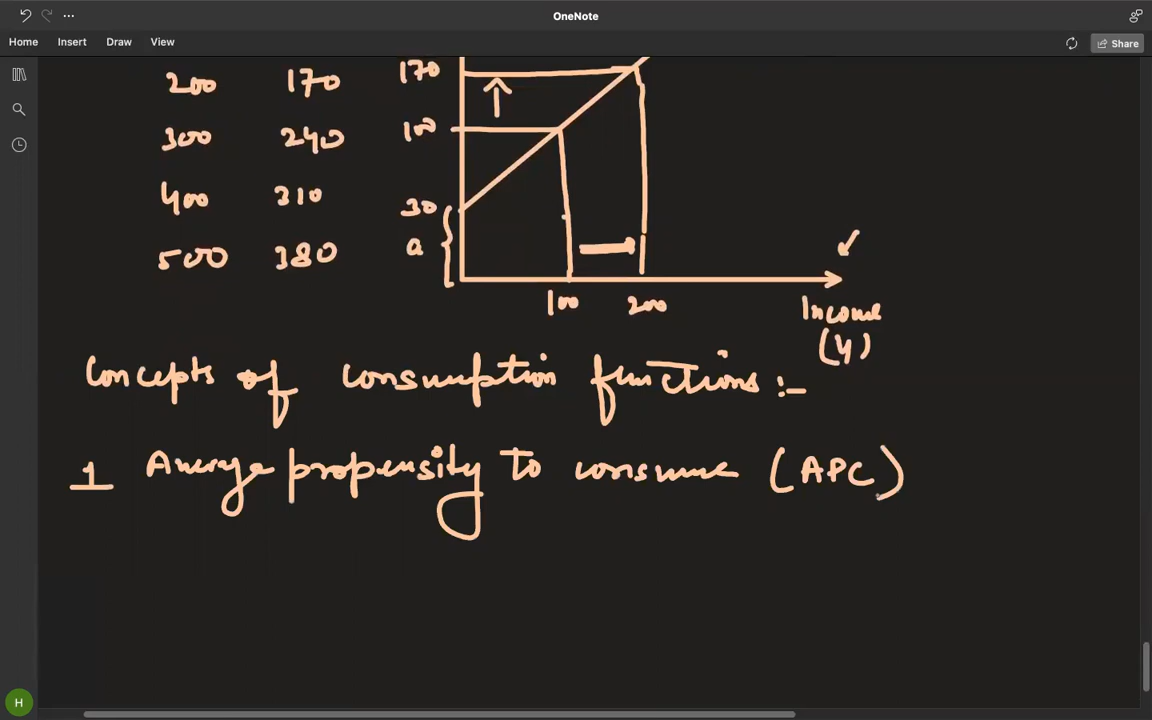 OneNote
Home Insert Draw View
Share
200 170
300 240
400 310
500 380
170
100
30
a
100 200
Income
(Y)
Concepts of consumption functions :-
1 Average propensity to consume (APC)
H